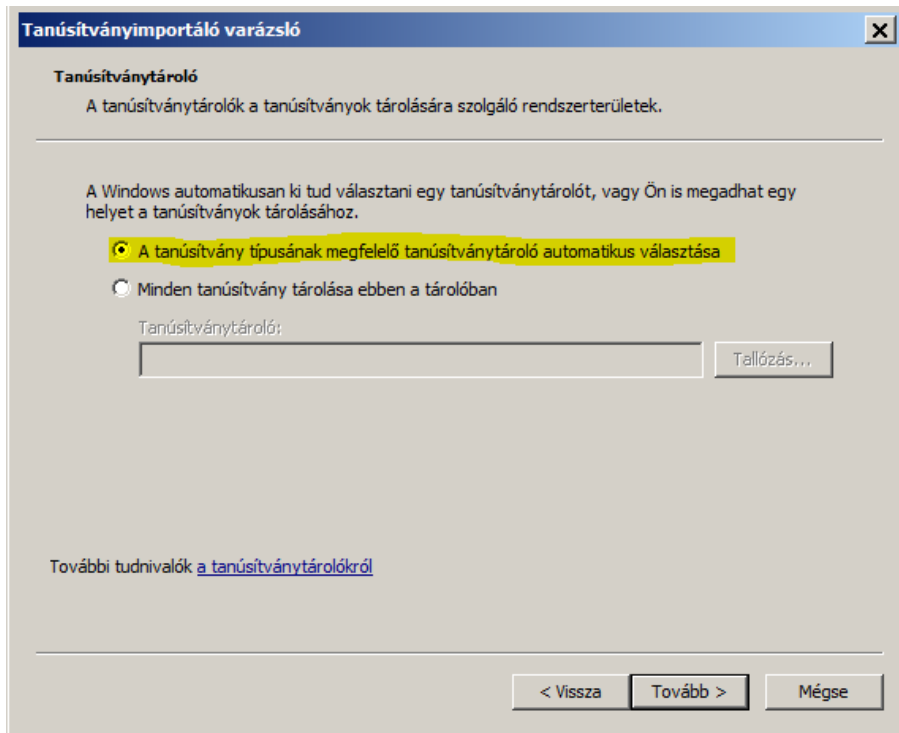 Tanúsítványimportáló varázsló
Tanúsítványtároló
A tanúsítványtárolók a tanúsítványok tárolására szolgáló rendszerterületek.
A Windows automatikusan ki tud választani egy tanúsítványtárolót, vagy Ön is megadhat egy
helyet a tanúsítványok tárolásához.
A tanúsítvány típusának megfelelő tanúsítványtároló automatikus választása
Minden tanúsítvány tárolása ebben a tárolóban
Tanúsítványtároló:
Tallózás...
További tudnivalók a tanúsítványtárolókról
< Vissza Tovább > Mégse